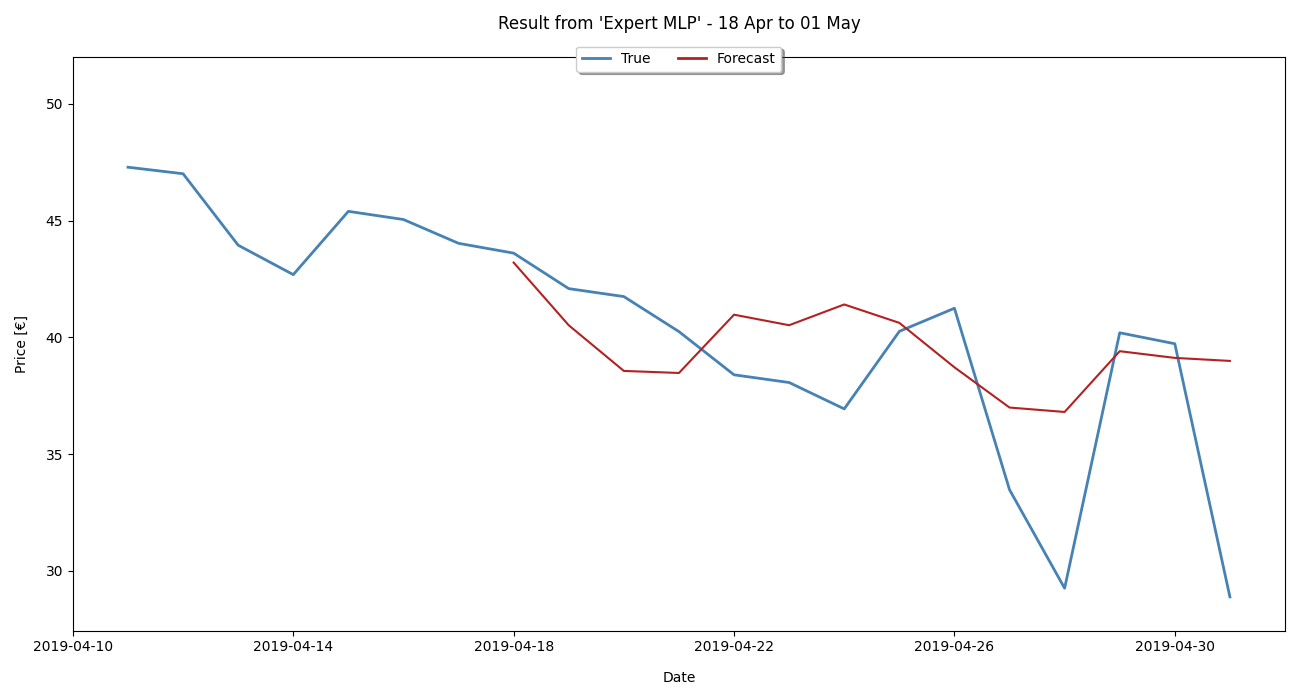 Result from 'Expert MLP' - 18 Apr to 01 May
True Forecast
50
45
40
35
30
Price [€]
2019-04-10 2019-04-14 2019-04-18 2019-04-22 2019-04-26 2019-04-30
Date